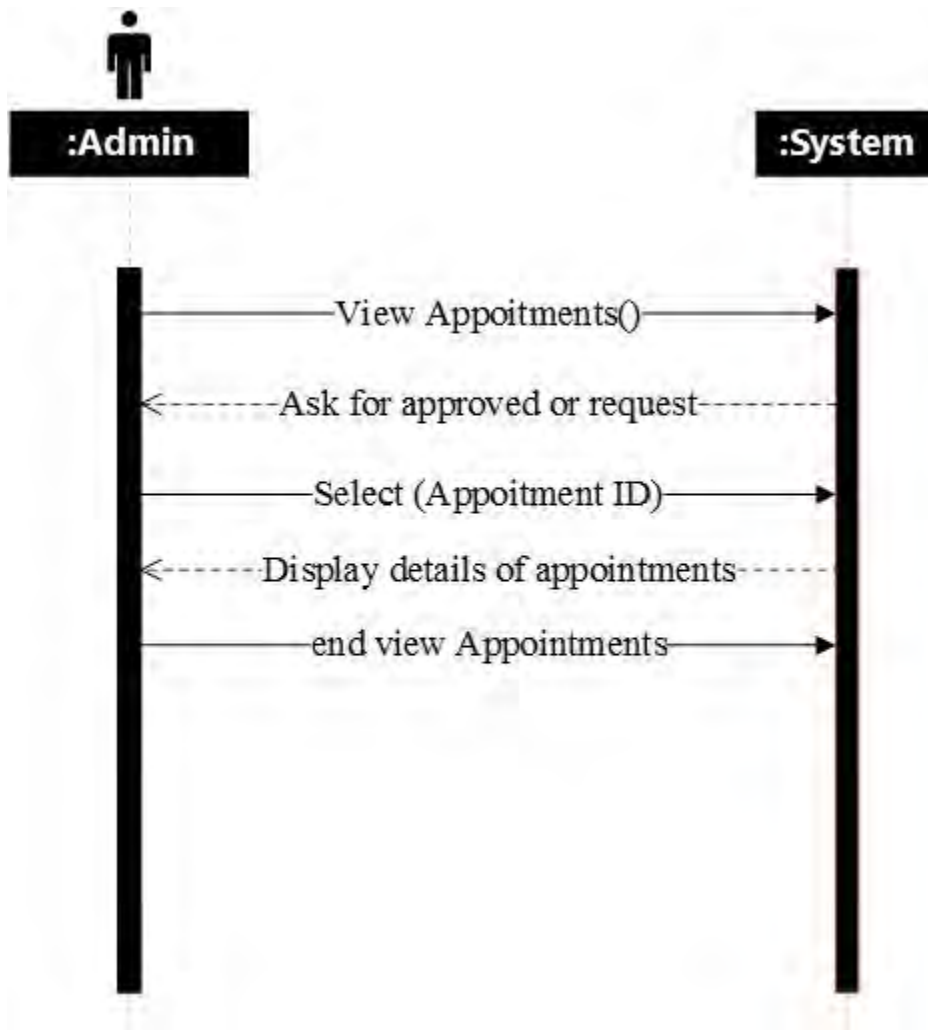 :Admin
:System
View Appoitments()
Ask for approved or request
Select (Appoitment ID)
Display details of appointments
end view Appointments